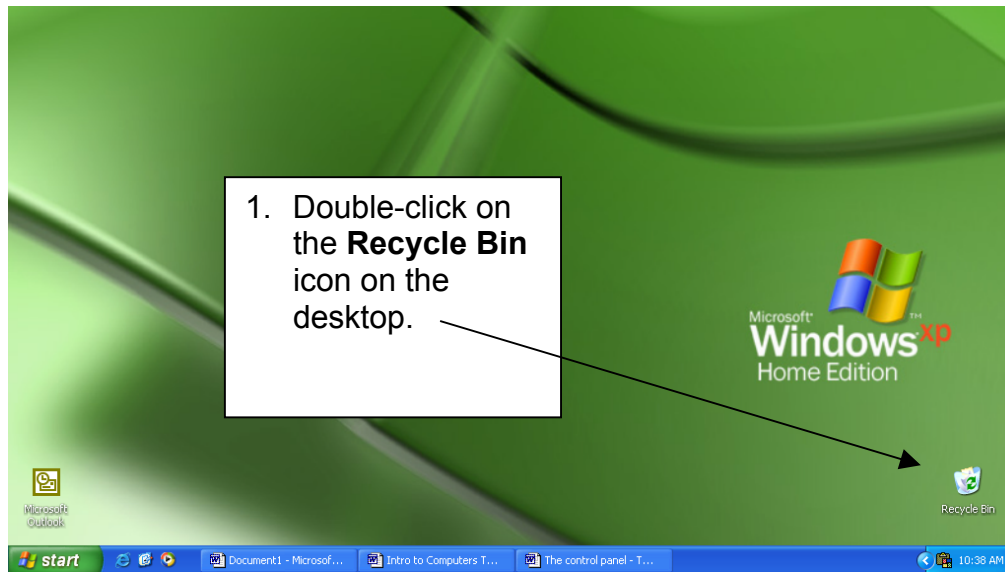 1. Double-click on
the Recycle Bin
icon on the
desktop.
Microsoft
Windows xp
TM
Home Edition
Microsoft
Outlook
Recycle Bin
start
Document1 - Microsof...
Intro to Computers T...
The control panel - T...
10:38 AM